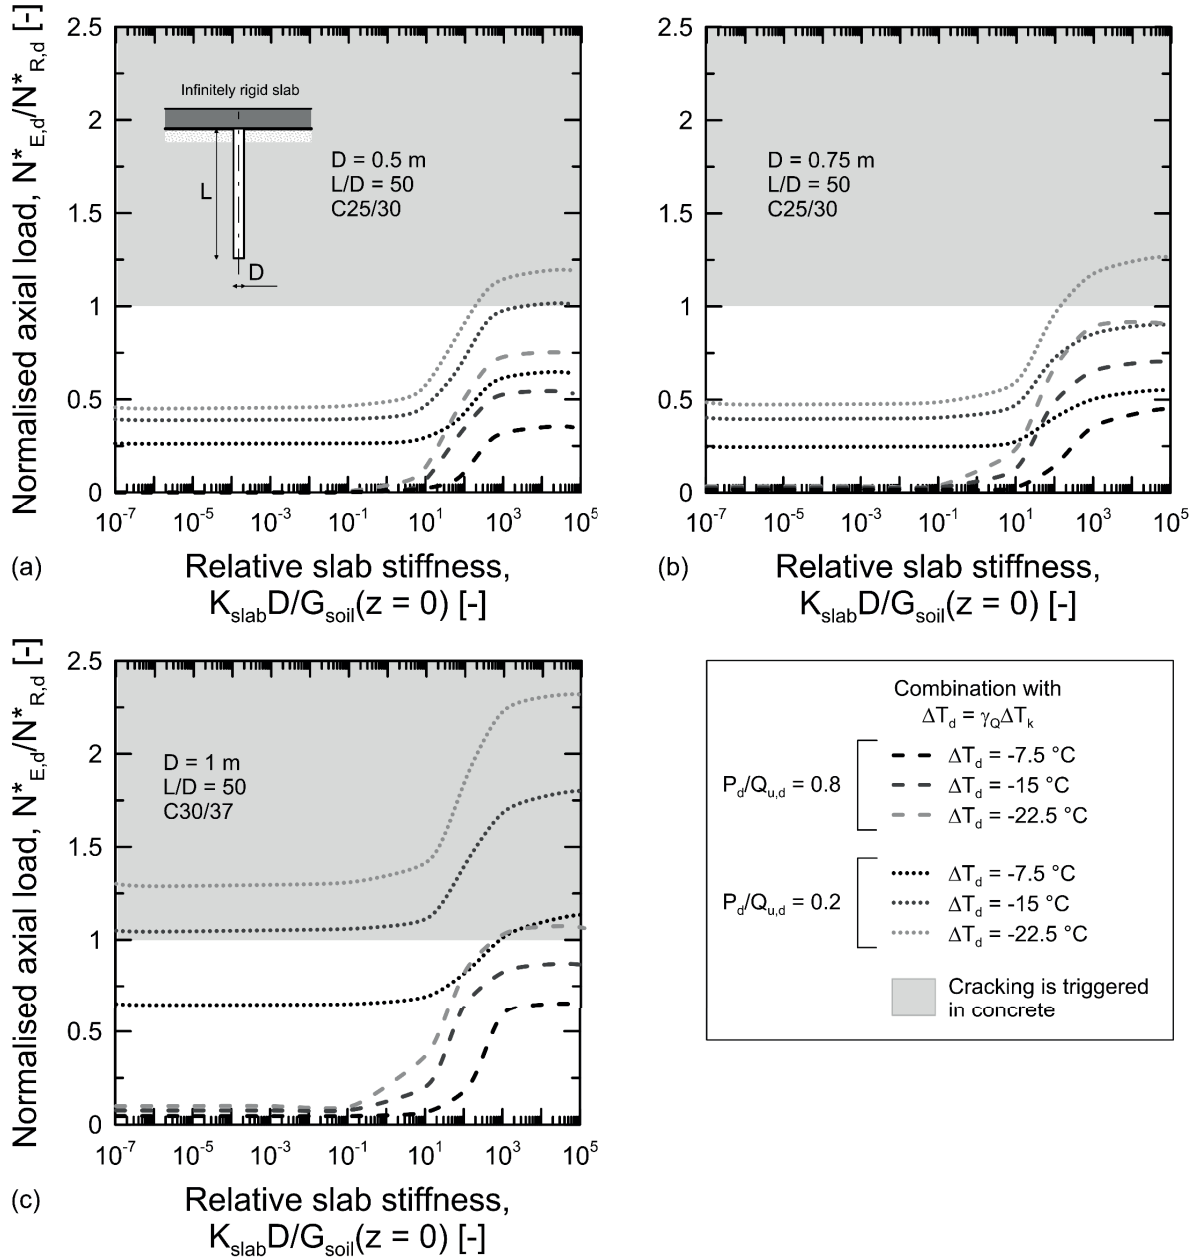 Normalised axial load, N*E,d/N*R,d [-]
2.5
2
1.5
1
0.5
0
Infinitely rigid slab
L
D
D = 0.5 m
L/D = 50
C25/30
10-7 10-5 10-3 10-1 101 103 105
(a)
Relative slab stiffness,
KslabD/Gsoil(z = 0) [-]
2.5
2
1.5
1
0.5
0
D = 0.75 m
L/D = 50
C25/30
10-7 10-5 10-3 10-1 101 103 105
(b)
Relative slab stiffness,
KslabD/Gsoil(z = 0) [-]
Normalised axial load, N*E,d/N*R,d [-]
2.5
2
1.5
1
0.5
0
D = 1 m
L/D = 50
C30/37
10-7 10-5 10-3 10-1 101 103 105
(c)
Relative slab stiffness,
KslabD/Gsoil(z = 0) [-]
Combination with
ΔTd = γQΔTk
Pd/Qu,d = 0.8
ΔTd = -7.5 °C
ΔTd = -15 °C
ΔTd = -22.5 °C
Pd/Qu,d = 0.2
ΔTd = -7.5 °C
ΔTd = -15 °C
ΔTd = -22.5 °C
Cracking is triggered
in concrete